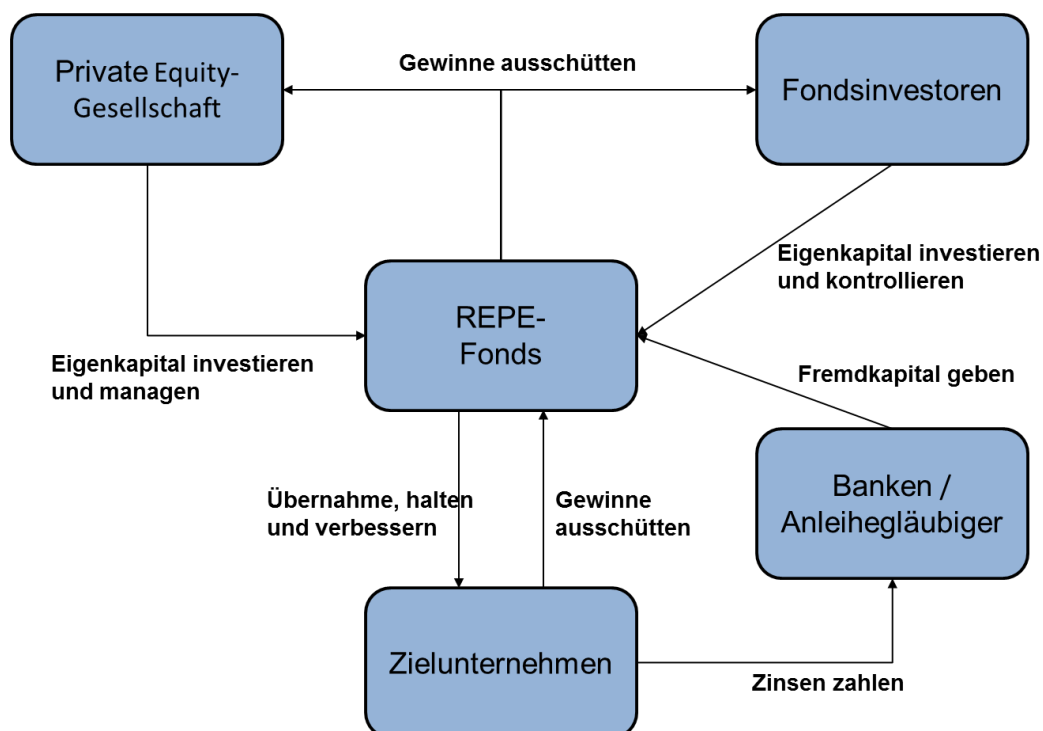 Private Equity-
Gesellschaft
Gewinne ausschütten
Fondsinvestoren
Eigenkapital investieren
und kontrollieren
REPE-
Fonds
Eigenkapital investieren
und managen
Fremdkapital geben
Übernahme, halten
und verbessern
Gewinne
ausschütten
Banken /
Anleihegläubiger
Zielunternehmen
Zinsen zahlen